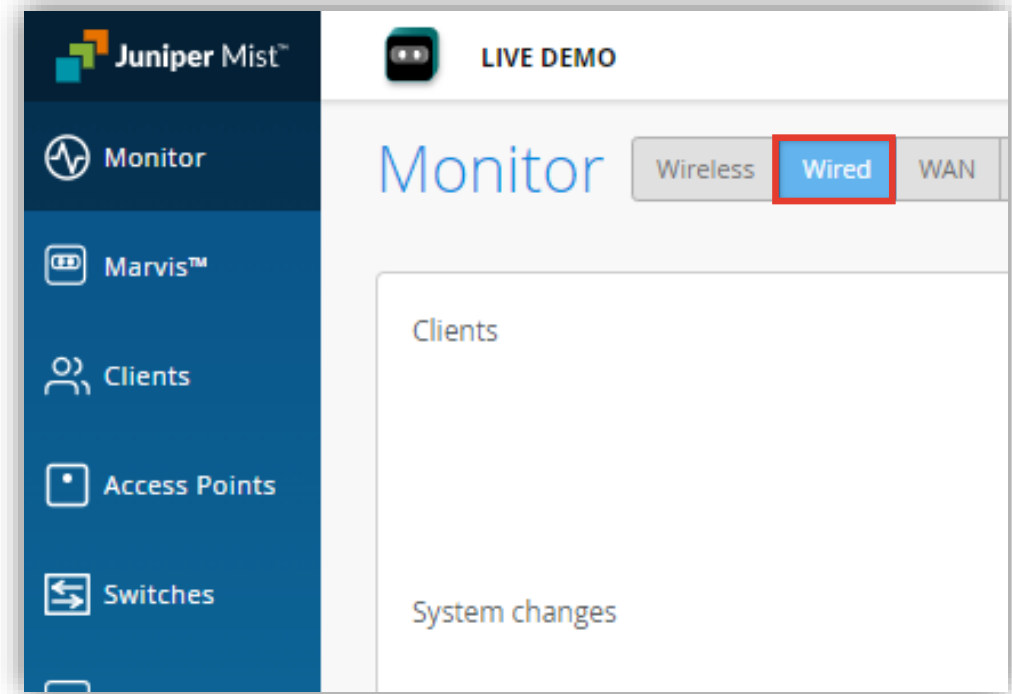 Juniper Mist™
LIVE DEMO
Monitor
Monitor
Wireless
Wired
WAN
Marvis™
Clients
Clients
Access Points
Switches
System changes